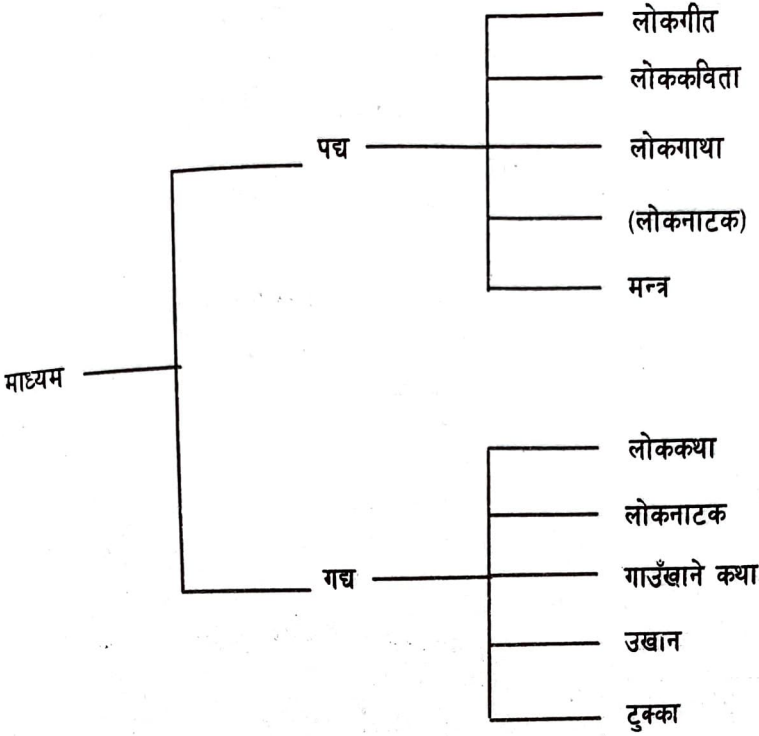 लोकगीत
लोककविता
पद्य
लोकगाथा
(लोकनाटक)
मन्त्र
माध्यम
लोककथा
लोकनाटक
गद्य
गाउँखाने कथा
उखान
टुक्का